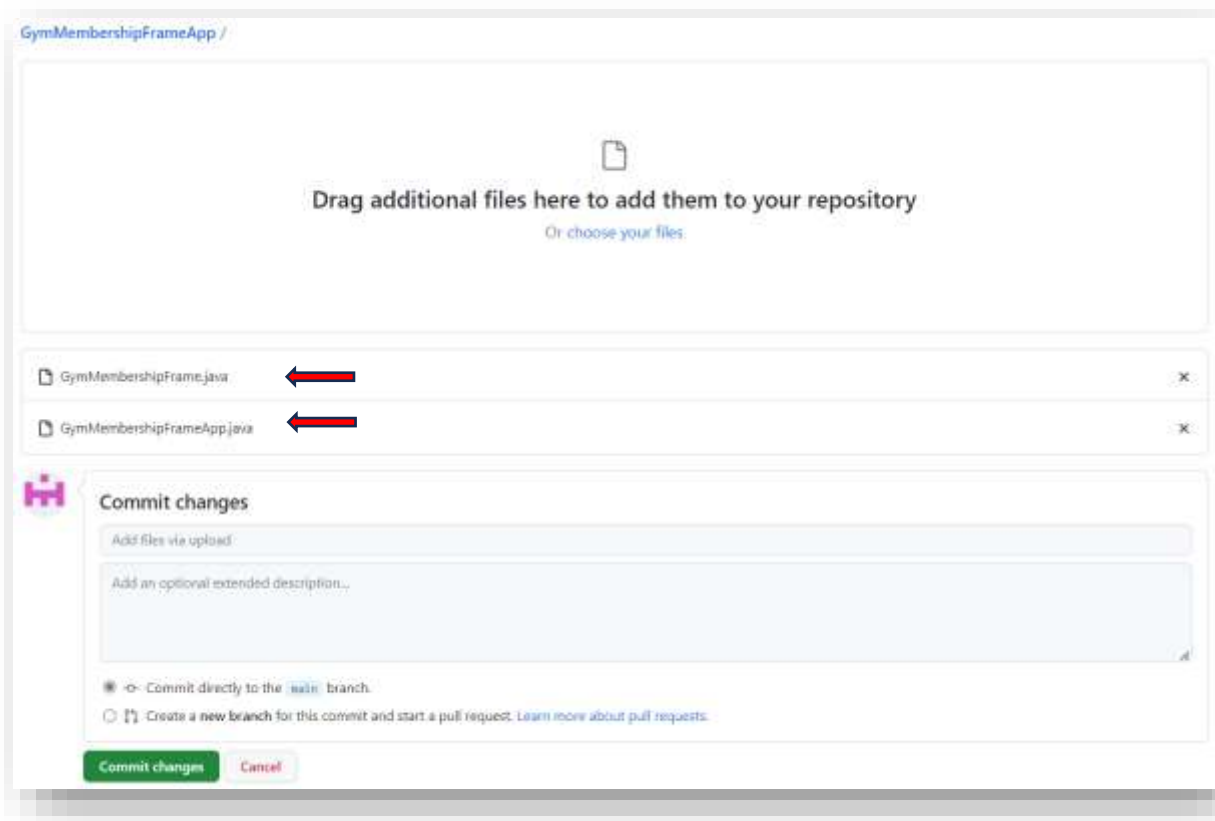 GymMembershipFrameApp /
Drag additional files here to add them to your repository
Or choose your files
GymMembershipFrame.java
GymMembershipFrameApp.java
Commit changes
Add files via upload
Add an optional extended description...
Commit directly to the main branch.
Create a new branch for this commit and start a pull request. Learn more about pull requests.
Commit changes Cancel